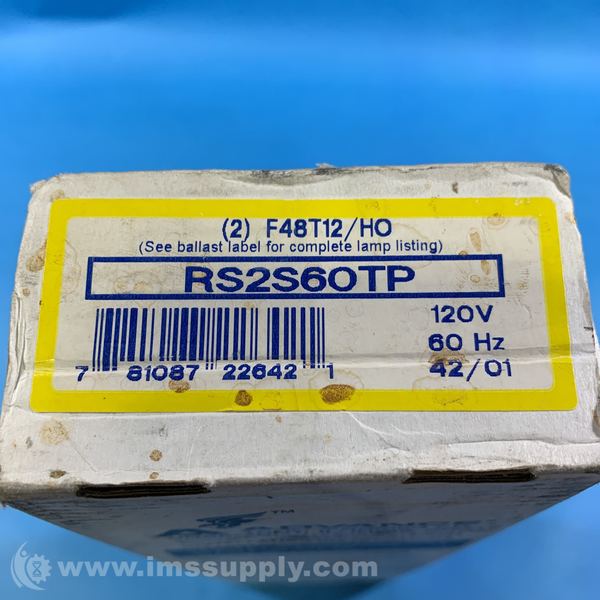 (2) F48T12/HO
(See ballast label for complete lamp listing)
RS2S60TP
120V
60 Hz
42/01
7 81087 22642 1
™
www.imssupply.com